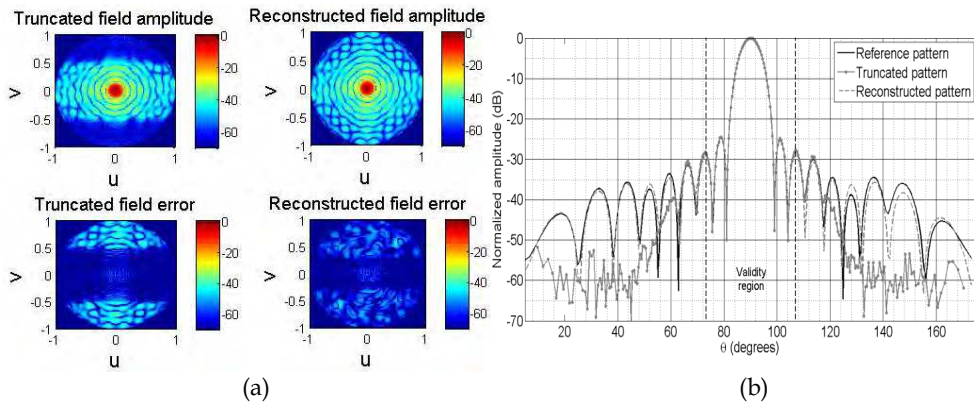 Truncated field amplitude
1
0.5
0
-0.5
-1
-1 0 1
v
u
0
-20
-40
-60
Reconstructed field amplitude
1
0.5
0
-0.5
-1
-1 0 1
v
u
0
-20
-40
-60
Truncated field error
1
0.5
0
-0.5
-1
-1 0 1
v
u
0
-20
-40
-60
Reconstructed field error
1
0.5
0
-0.5
-1
-1 0 1
v
u
0
-20
-40
-60
(a)
Normalized amplitude (dB)
0
-10
-20
-30
-40
-50
-60
-70
Reference pattern
Truncated pattern
Reconstructed pattern
Validity
region
20 40 60 80 100 120 140 160
θ (degrees)
(b)